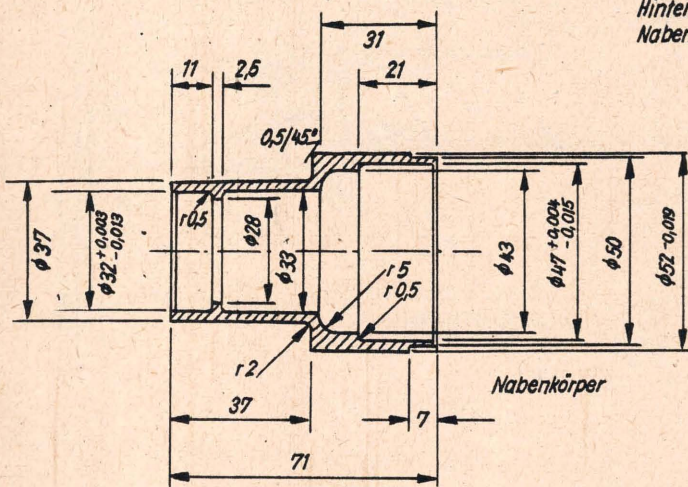 Hinter
Naben
31
11
2,5
21
0,5/45°
r0,5
ϕ37
ϕ32 +0,003 -0,013
ϕ28
ϕ33
r5
r0,5
ϕ43
ϕ47 +0,004 -0,015
ϕ50
ϕ52 -0,019
r2
Nabenkörper
37
7
71